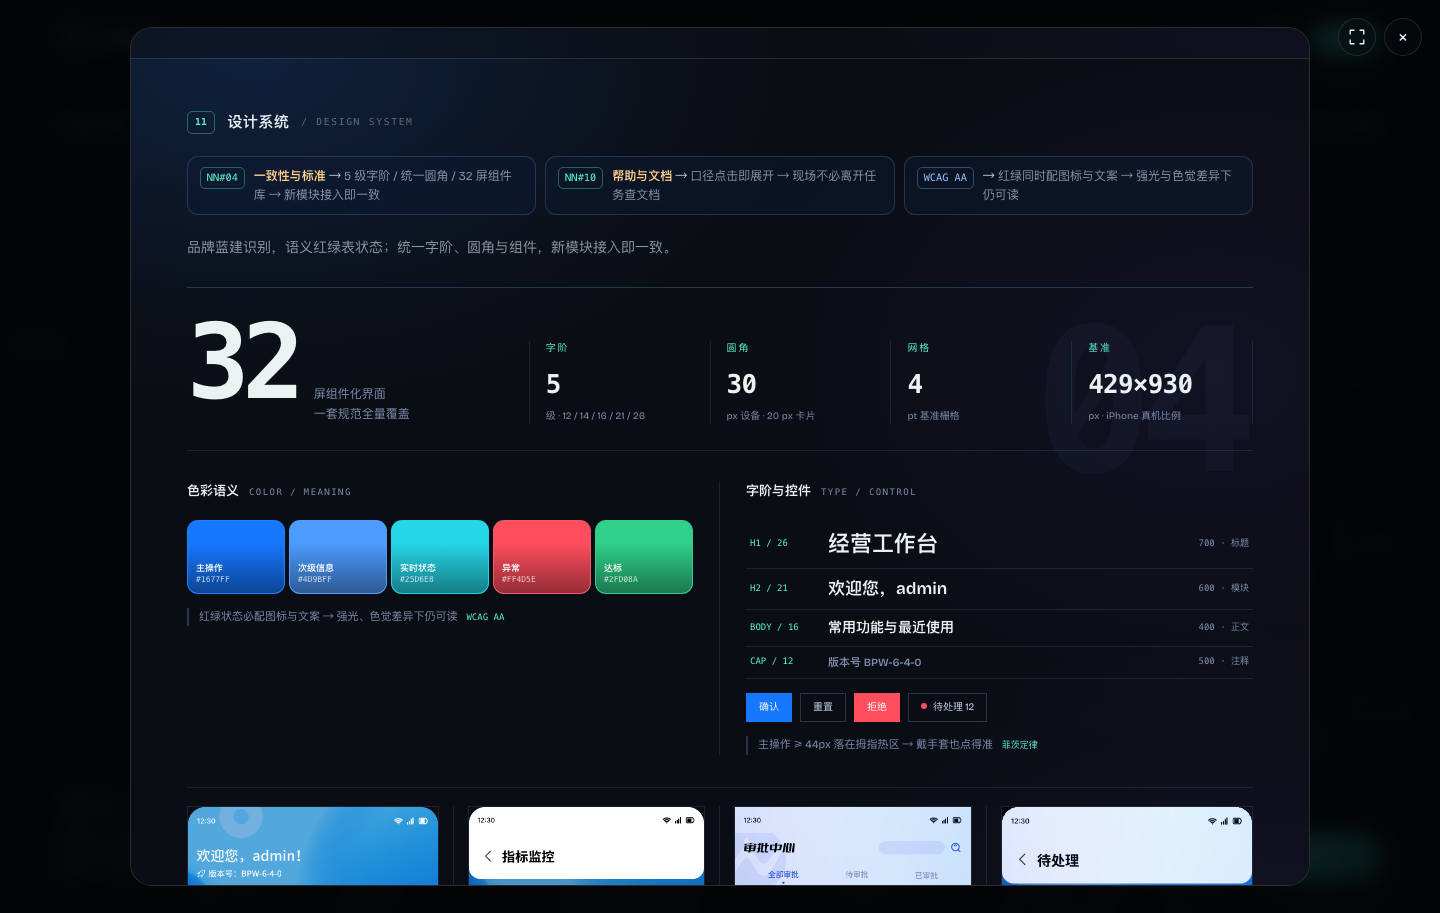 11 设计系统 / DESIGN SYSTEM
NN#04 一致性与标准 → 5 级字阶 / 统一圆角 / 32 屏组件
库 → 新模块接入即一致
NN#10 帮助与文档 → 口径点击即展开 → 现场不必离开任
务查文档
WCAG AA → 红绿同时配图标与文案 → 强光与色觉差异下
仍可读
品牌蓝建识别，语义红绿表状态；统一字阶、圆角与组件，新模块接入即一致。
04
32
屏组件化界面
一套规范全量覆盖
字阶
5
级 · 12 / 14 / 16 / 21 / 26
圆角
30
px 设备 · 20 px 卡片
网格
4
pt 基准栅格
基准
429×930
px · iPhone 真机比例
色彩语义 COLOR / MEANING
主操作
#1677FF
次级信息
#4D9BFF
实时状态
#25D6E8
异常
#FF4D5E
达标
#2FD08A
红绿状态必配图标与文案 → 强光、色觉差异下仍可读 WCAG AA
字阶与控件 TYPE / CONTROL
H1 / 26 经营工作台 700 · 标题
H2 / 21 欢迎您，admin 600 · 模块
BODY / 16 常用功能与最近使用 400 · 正文
CAP / 12 版本号 BPW-6-4-0 500 · 注释
确认 重置 拒绝 待处理 12
主操作 ≥ 44px 落在拇指热区 → 戴手套也点得准 菲茨定律
12:30
欢迎您，admin！
版本号：BPW-6-4-0
12:30
指标监控
12:30
审批中心
全部审批 待审批 已审批
12:30
待处理